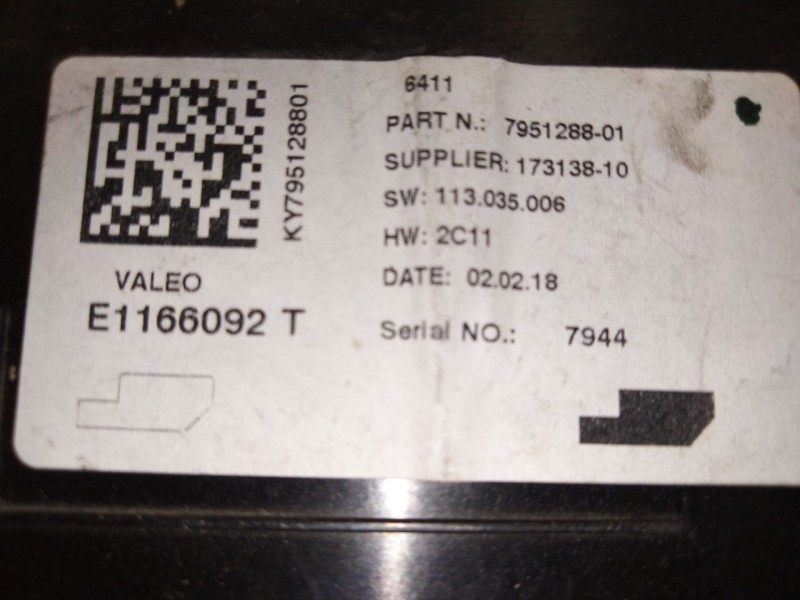 KY795128801
VALEO
E1166092 T
6411
PART N.: 7951288-01
SUPPLIER: 173138-10
SW: 113.035.006
HW: 2C11
DATE: 02.02.18
Serial NO.: 7944